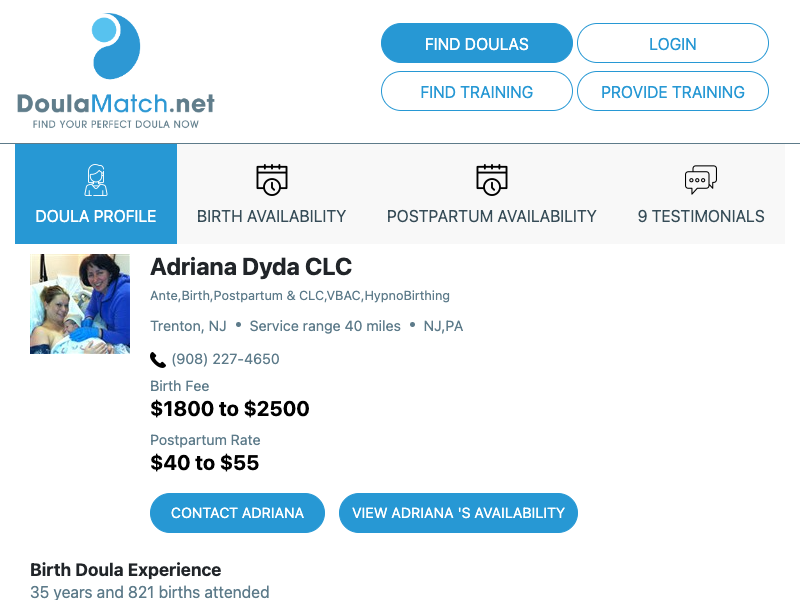 DoulaMatch.net
FIND YOUR PERFECT DOULA NOW
FIND DOULAS
LOGIN
FIND TRAINING
PROVIDE TRAINING
DOULA PROFILE
BIRTH AVAILABILITY
POSTPARTUM AVAILABILITY
9 TESTIMONIALS
Adriana Dyda CLC
Ante,Birth,Postpartum & CLC,VBAC,HypnoBirthing
Trenton, NJ • Service range 40 miles • NJ,PA
(908) 227-4650
Birth Fee
$1800 to $2500
Postpartum Rate
$40 to $55
CONTACT ADRIANA
VIEW ADRIANA 'S AVAILABILITY
Birth Doula Experience
35 years and 821 births attended